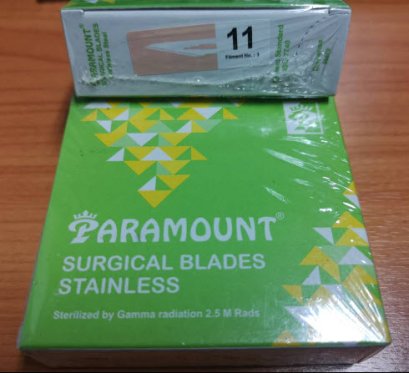 PARAMOUNT
SURGICAL BLADES
11
PARAMOUNT®
SURGICAL BLADES
STAINLESS
Sterilized by Gamma radiation 2.5 M Rads